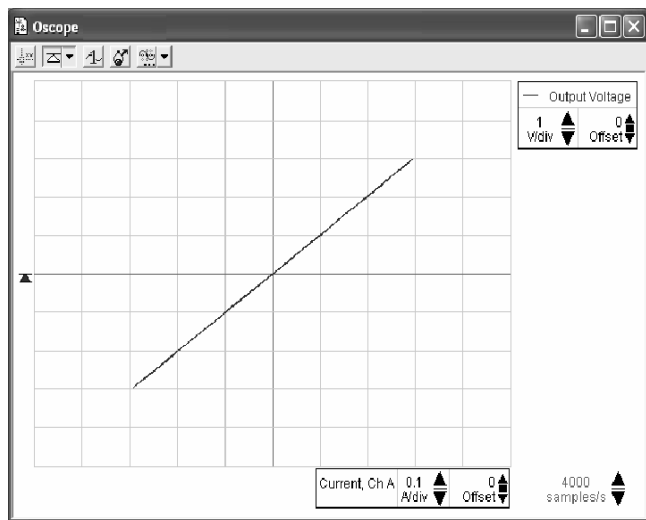 Oscope
Output Voltage
1 0
V/div Offset
Current, Ch A 0.1 0
A/div Offset
4000
samples/s